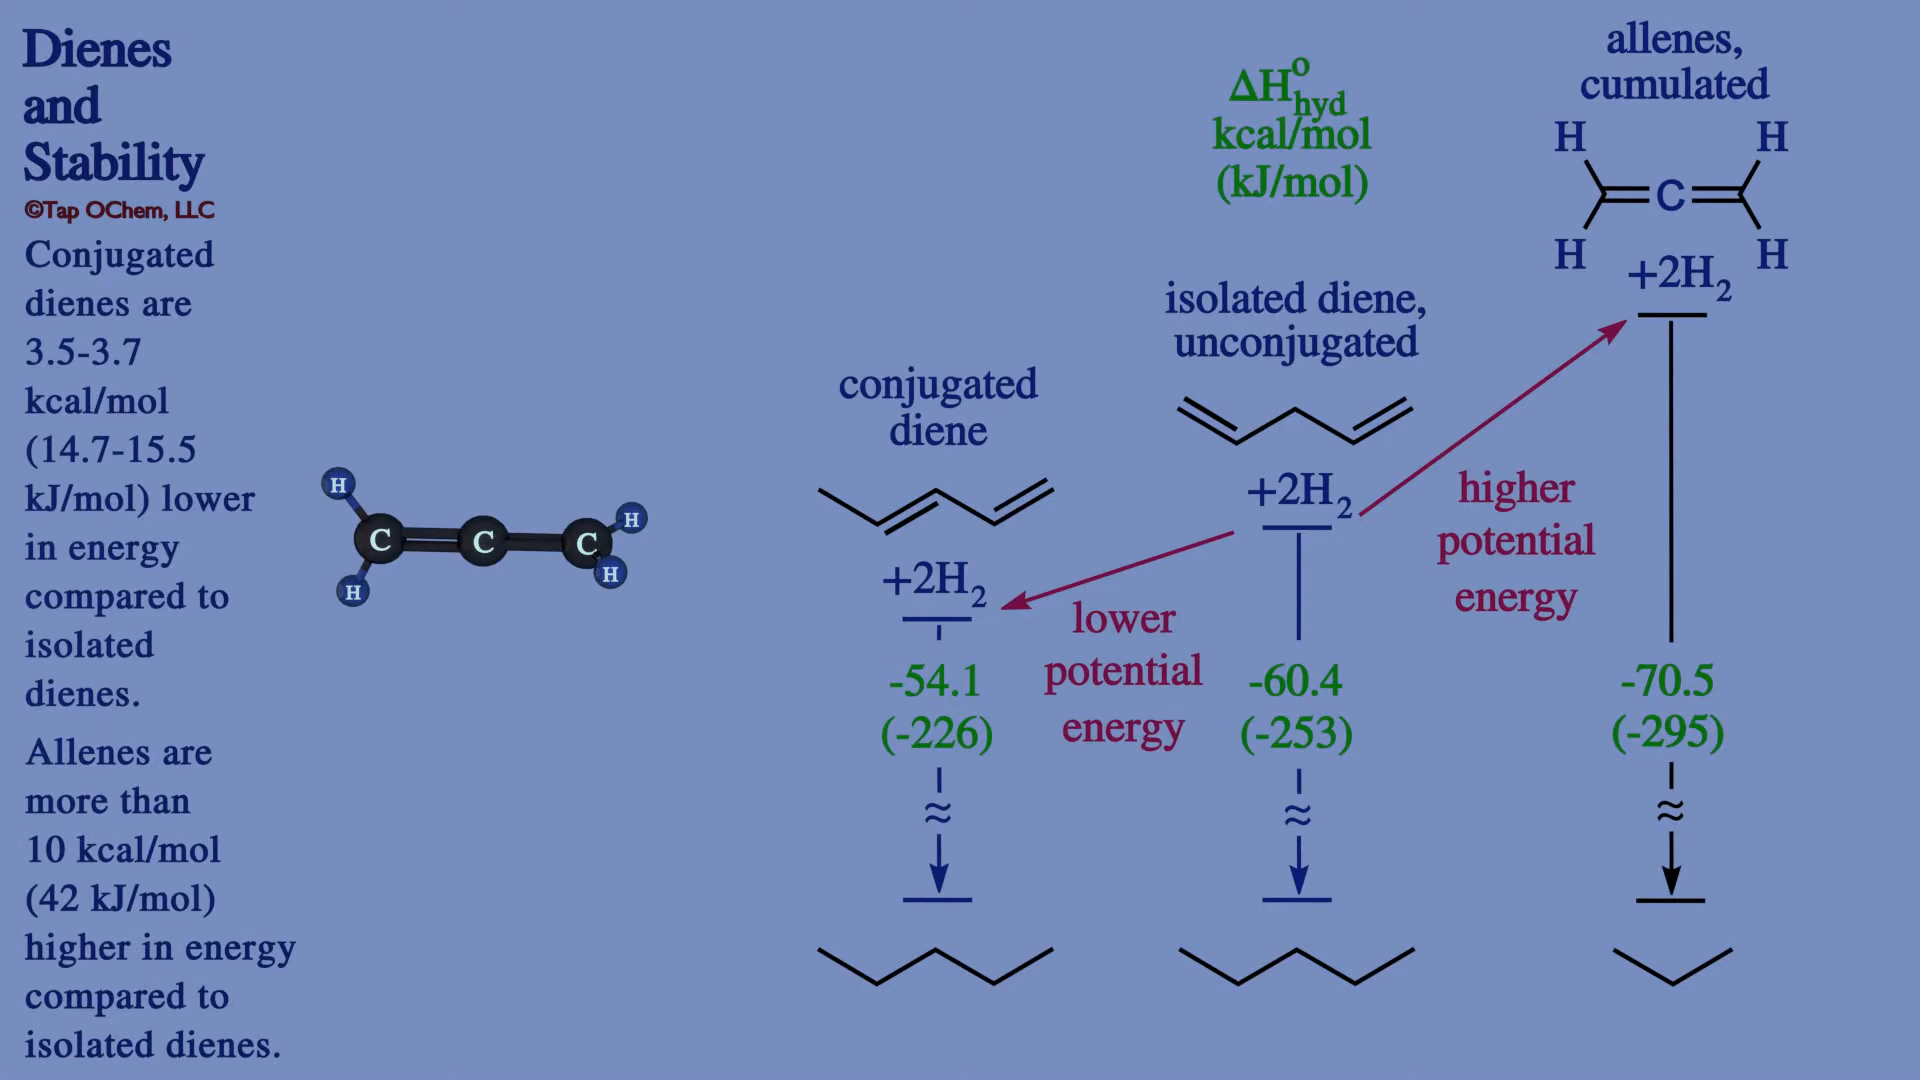 Dienes
and
Stability
©Tap OChem, LLC
Conjugated
dienes are
3.5-3.7
kcal/mol
(14.7-15.5
kJ/mol) lower
in energy
compared to
isolated
dienes.
Allenes are
more than
10 kcal/mol
(42 kJ/mol)
higher in energy
compared to
isolated dienes.
H
H
C
C
C
H
H
conjugated
diene
+2H₂
-54.1
(-226)
≈
lower
potential
energy
ΔH°hyd
kcal/mol
(kJ/mol)
isolated diene,
unconjugated
+2H₂
-60.4
(-253)
≈
higher
potential
energy
allenes,
cumulated
H H
C
H H
+2H₂
-70.5
(-295)
≈